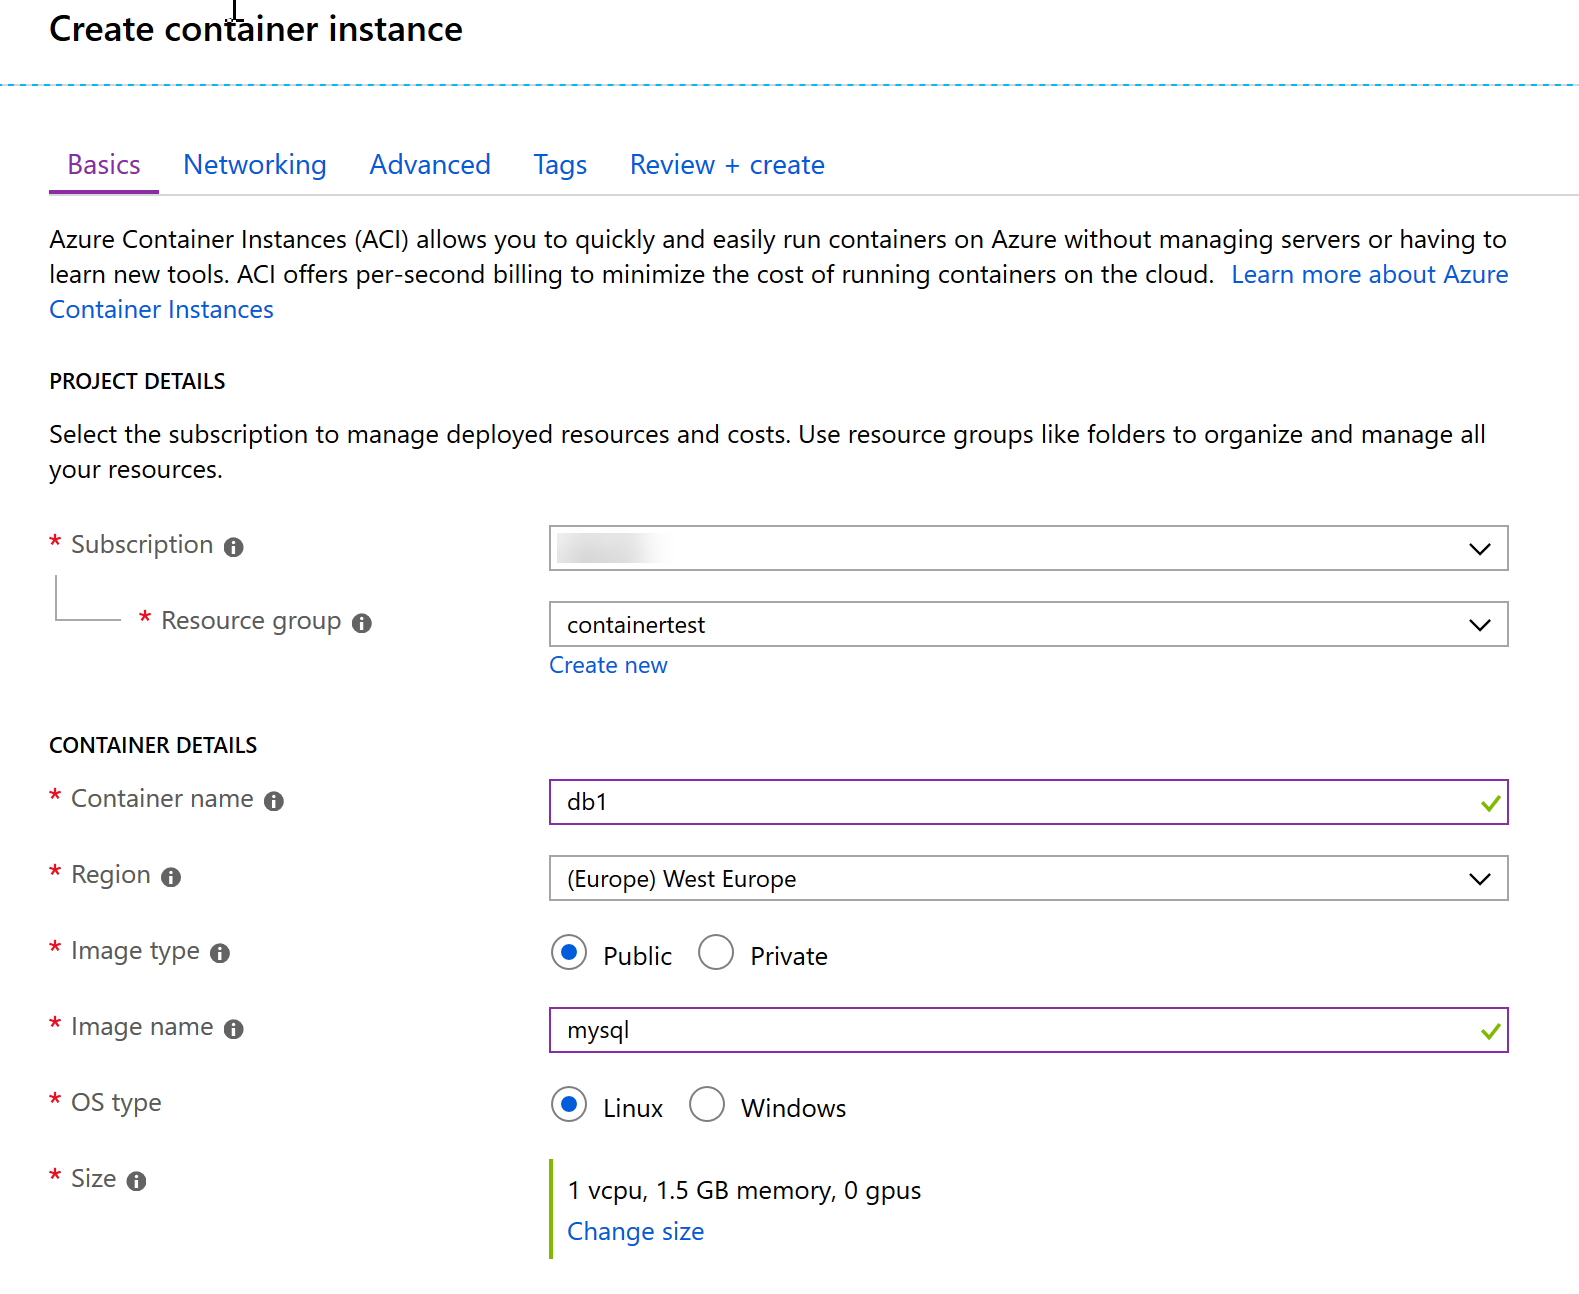 Create container instance
Basics Networking Advanced Tags Review + create
Azure Container Instances (ACI) allows you to quickly and easily run containers on Azure without managing servers or having to
learn new tools. ACI offers per-second billing to minimize the cost of running containers on the cloud. Learn more about Azure
Container Instances
PROJECT DETAILS
Select the subscription to manage deployed resources and costs. Use resource groups like folders to organize and manage all
your resources.
* Subscription
* Resource group containertest
Create new
CONTAINER DETAILS
* Container name db1
* Region (Europe) West Europe
* Image type Public Private
* Image name mysql
* OS type Linux Windows
* Size 1 vcpu, 1.5 GB memory, 0 gpus
Change size